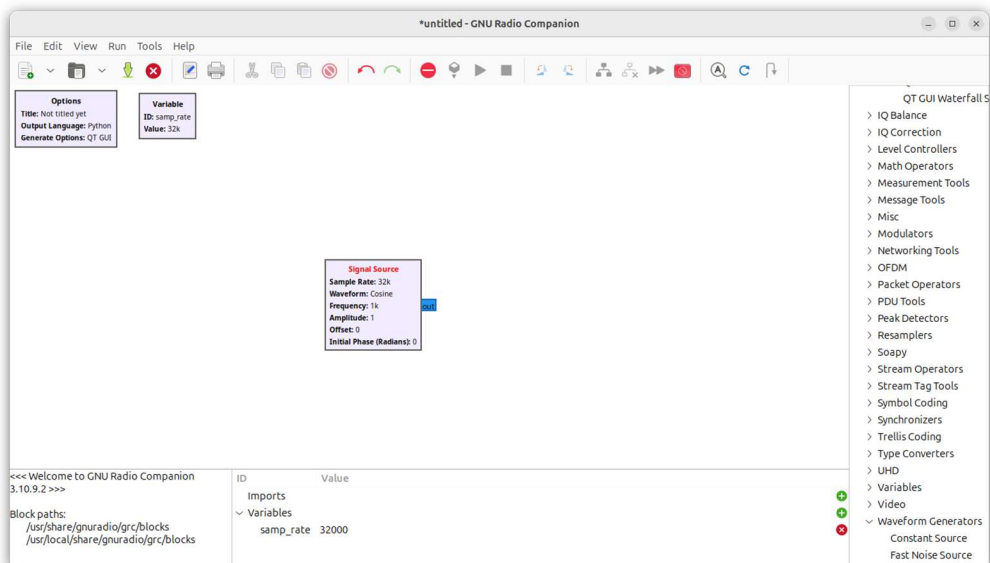 *untitled - GNU Radio Companion
File Edit View Run Tools Help
Options
Title: Not titled yet
Output Language: Python
Generate Options: QT GUI
Variable
ID: samp_rate
Value: 32k
Signal Source
Sample Rate: 32k
Waveform: Cosine
Frequency: 1k
Amplitude: 1
Offset: 0
Initial Phase (Radians): 0
out
QT GUI Waterfall S
> IQ Balance
> IQ Correction
> Level Controllers
> Math Operators
> Measurement Tools
> Message Tools
> Misc
> Modulators
> Networking Tools
> OFDM
> Packet Operators
> PDU Tools
> Peak Detectors
> Resamplers
> Soapy
> Stream Operators
> Stream Tag Tools
> Symbol Coding
> Synchronizers
> Trellis Coding
> Type Converters
> UHD
> Variables
> Video
Waveform Generators
Constant Source
Fast Noise Source
<<< Welcome to GNU Radio Companion
3.10.9.2 >>>
Block paths:
/usr/share/gnuradio/grc/blocks
/usr/local/share/gnuradio/grc/blocks
ID Value
Imports
Variables
samp_rate 32000